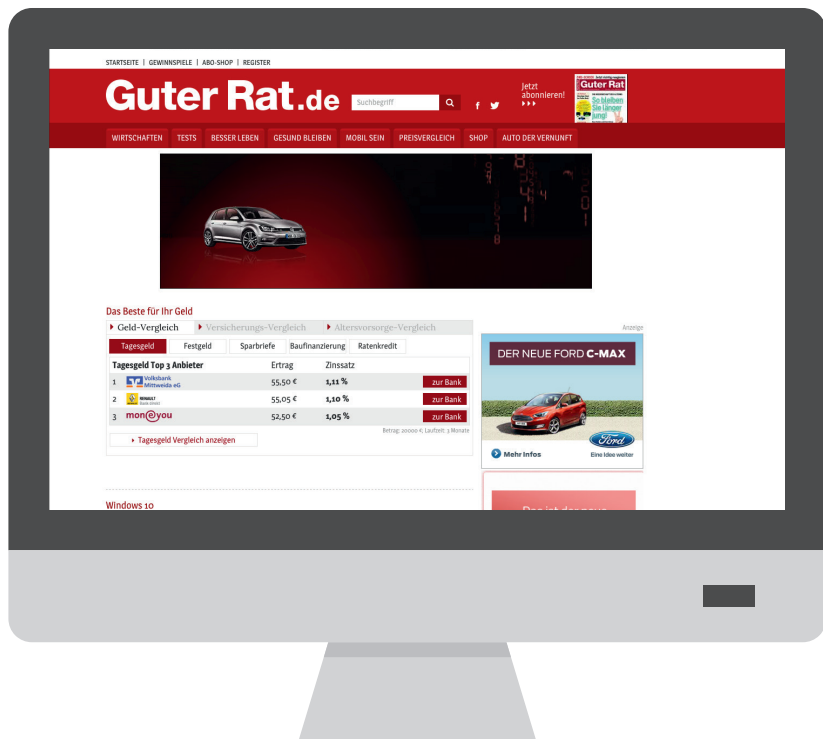 STARTSEITE | GEWINNSPIELE | ABO-SHOP | REGISTER
Guter Rat.de
Suchbegriff
Jetzt
abonnieren!
Guter Rat
So bleiben
Sie länger
jung!
WIRTSCHAFTEN TESTS BESSER LEBEN GESUND BLEIBEN MOBIL SEIN PREISVERGLEICH SHOP AUTO DER VERNUNFT
Das Beste für Ihr Geld
Geld-Vergleich Versicherungs-Vergleich Altersvorsorge-Vergleich
Tagesgeld Festgeld Sparbriefe Baufinanzierung Ratenkredit
Tagesgeld Top 3 Anbieter Ertrag Zinssatz
1 Volksbank Mittweida eG 55,50 € 1,11 % zur Bank
2 RENAULT Bank direkt 55,05 € 1,10 % zur Bank
3 mon@you 52,50 € 1,05 % zur Bank
Betrag: 20000 €; Laufzeit: 3 Monate
Tagesgeld Vergleich anzeigen
Anzeige
DER NEUE FORD C-MAX
Ford
Mehr Infos Eine Idee weiter
Windows 10